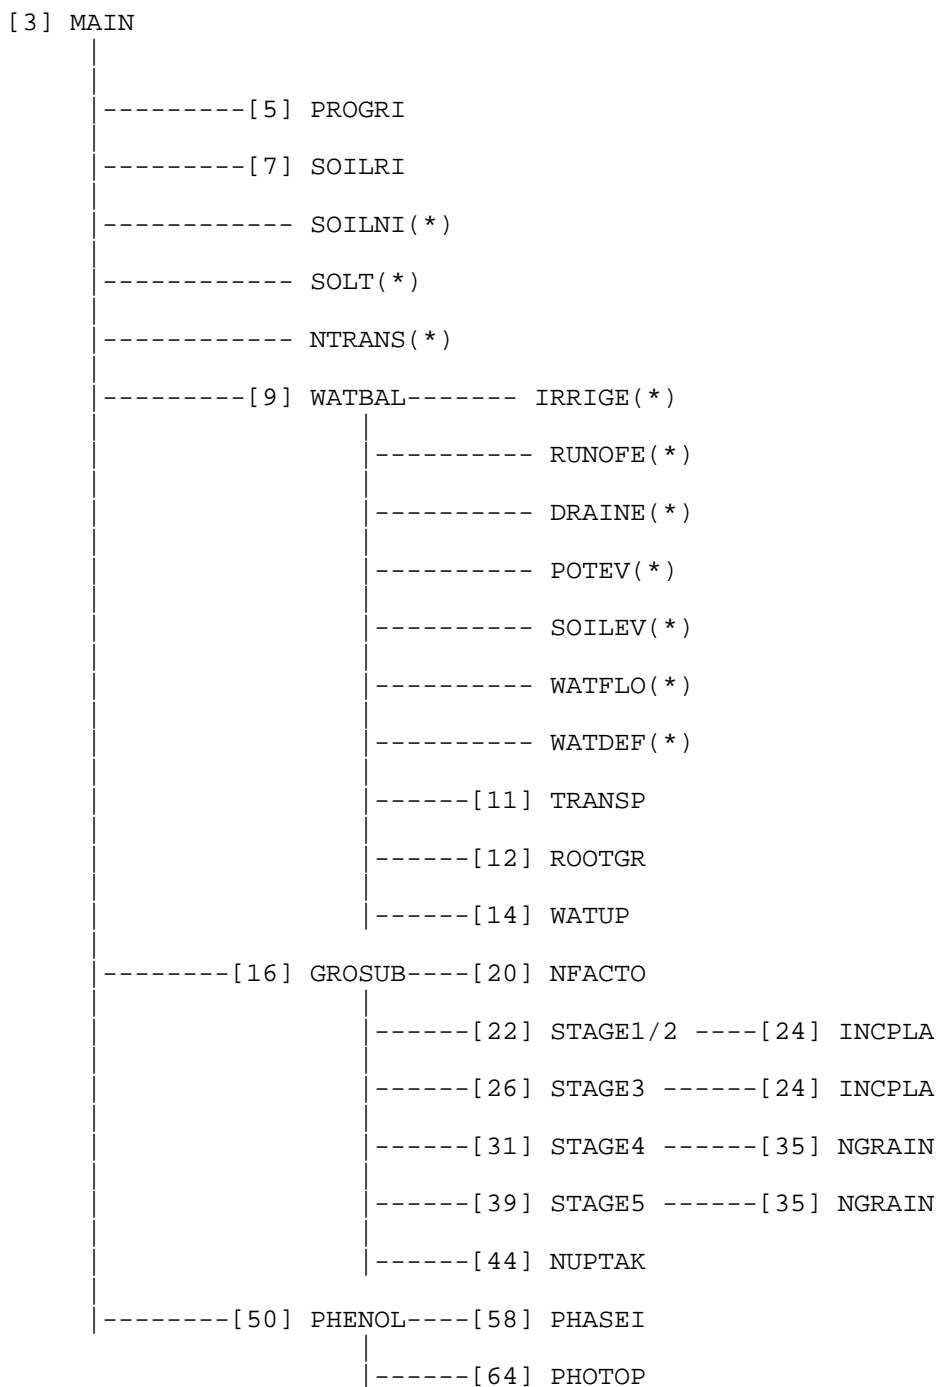 [3] MAIN
---------[5] PROGRI
---------[7] SOILRI
------------ SOILNI(*)
------------ SOLT(*)
------------ NTRANS(*)
---------[9] WATBAL------- IRRIGE(*)
---------- RUNOFE(*)
---------- DRAINE(*)
---------- POTEV(*)
---------- SOILEV(*)
---------- WATFLO(*)
---------- WATDEF(*)
------[11] TRANSP
------[12] ROOTGR
------[14] WATUP
--------[16] GROSUB----[20] NFACTO
------[22] STAGE1/2 ----[24] INCPLA
------[26] STAGE3 ------[24] INCPLA
------[31] STAGE4 ------[35] NGRAIN
------[39] STAGE5 ------[35] NGRAIN
------[44] NUPTAK
--------[50] PHENOL----[58] PHASEI
------[64] PHOTOP